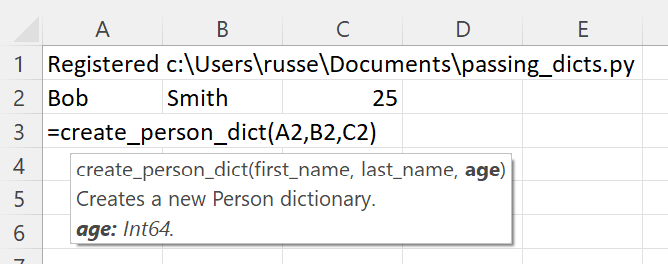 A B C D E
1 Registered c:\Users\russe\Documents\passing_dicts.py
2 Bob Smith 25
3 =create_person_dict(A2,B2,C2)
4 create_person_dict(first_name, last_name, age)
5 Creates a new Person dictionary.
6 age: Int64.
7